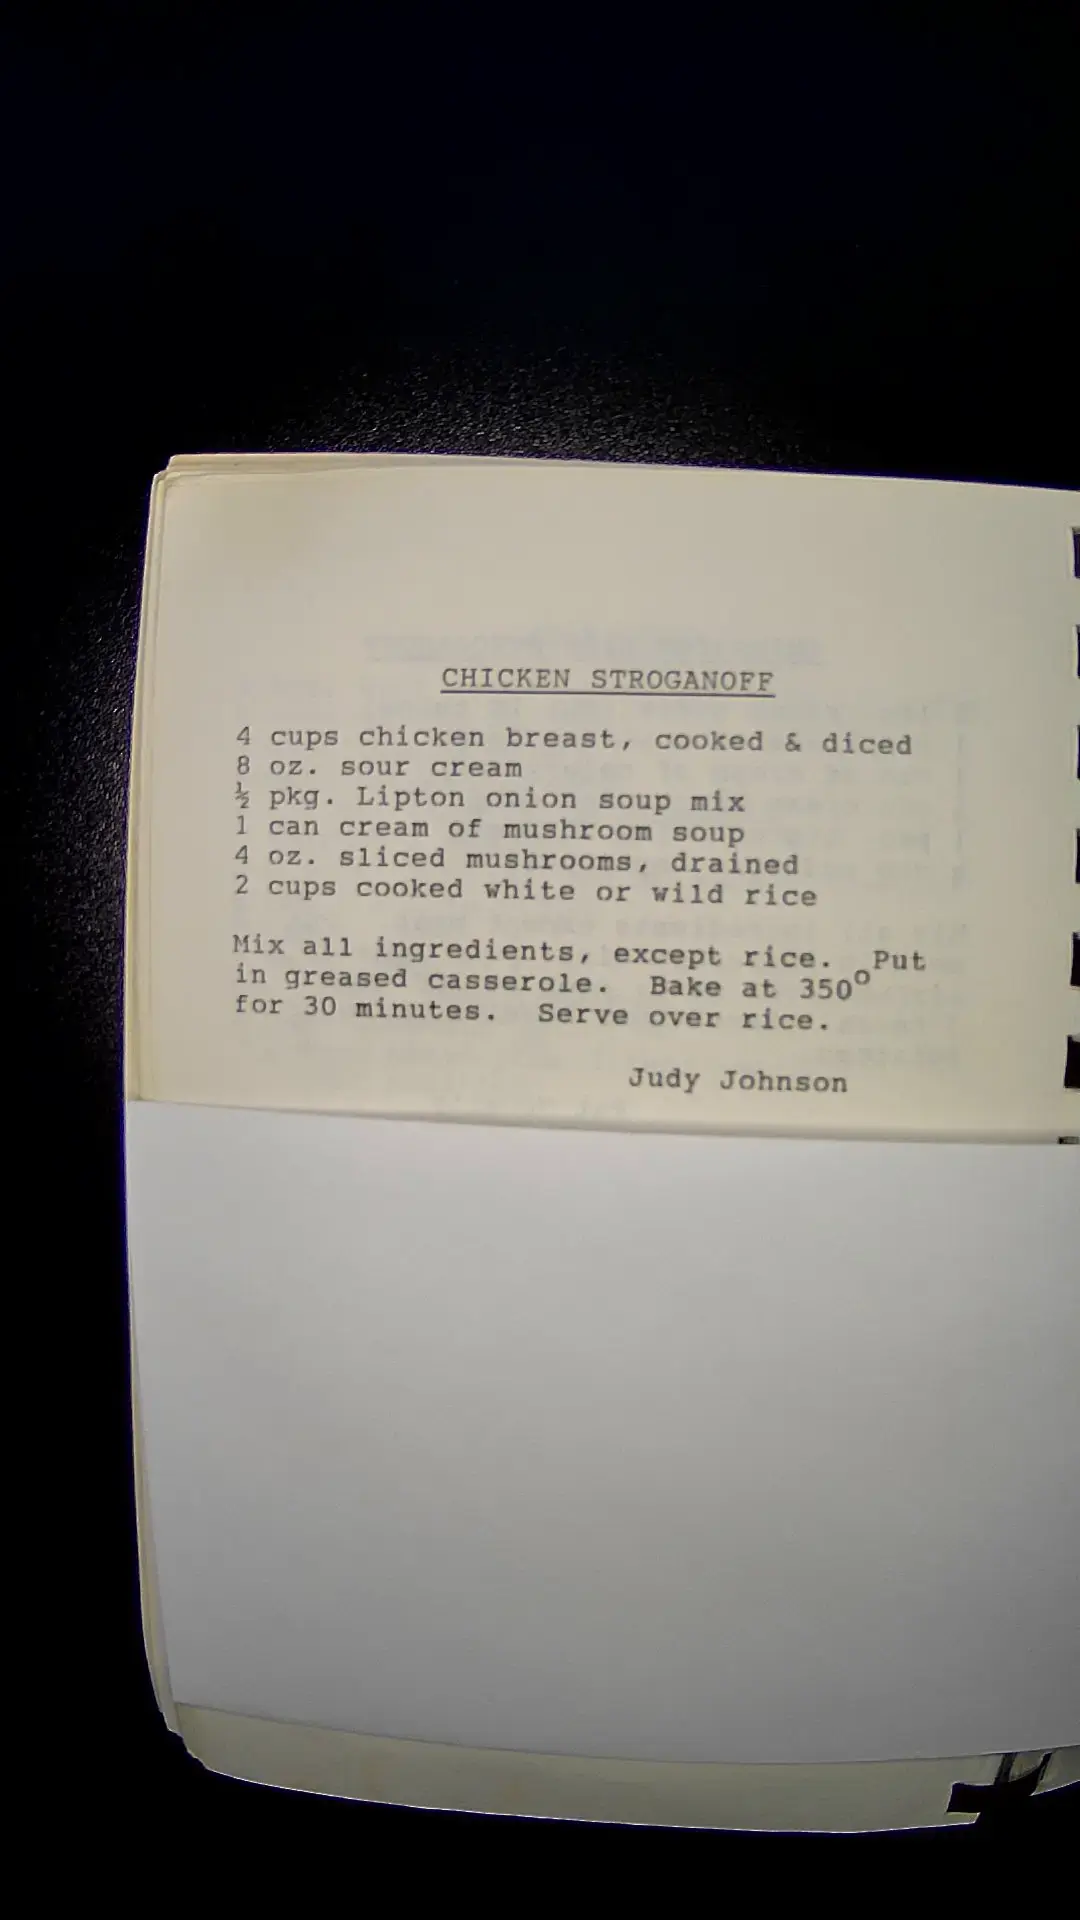 CHICKEN STROGANOFF
4 cups chicken breast, cooked & diced
8 oz. sour cream
½ pkg. Lipton onion soup mix
1 can cream of mushroom soup
4 oz. sliced mushrooms, drained
2 cups cooked white or wild rice
Mix all ingredients, except rice. Put
in greased casserole. Bake at 350°
for 30 minutes. Serve over rice.
Judy Johnson